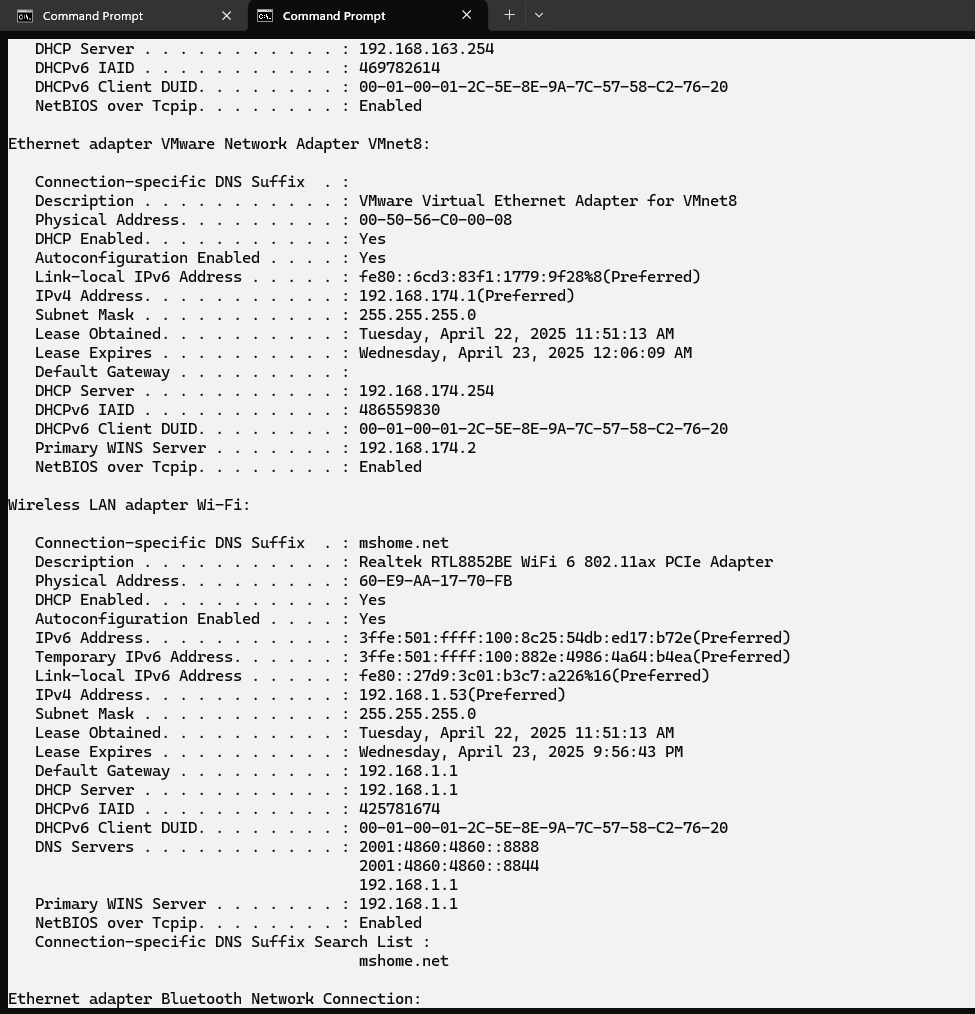 Command Prompt
Command Prompt
DHCP Server . . . . . . . . . . . : 192.168.163.254
DHCPv6 IAID . . . . . . . . . . . : 469782614
DHCPv6 Client DUID. . . . . . . . : 00-01-00-01-2C-5E-8E-9A-7C-57-58-C2-76-20
NetBIOS over Tcpip. . . . . . . . : Enabled
Ethernet adapter VMware Network Adapter VMnet8:
Connection-specific DNS Suffix  . :
Description . . . . . . . . . . . : VMware Virtual Ethernet Adapter for VMnet8
Physical Address. . . . . . . . . : 00-50-56-C0-00-08
DHCP Enabled. . . . . . . . . . . : Yes
Autoconfiguration Enabled . . . . : Yes
Link-local IPv6 Address . . . . . : fe80::6cd3:83f1:1779:9f28%8(Preferred)
IPv4 Address. . . . . . . . . . . : 192.168.174.1(Preferred)
Subnet Mask . . . . . . . . . . . : 255.255.255.0
Lease Obtained. . . . . . . . . . : Tuesday, April 22, 2025 11:51:13 AM
Lease Expires . . . . . . . . . . : Wednesday, April 23, 2025 12:06:09 AM
Default Gateway . . . . . . . . . :
DHCP Server . . . . . . . . . . . : 192.168.174.254
DHCPv6 IAID . . . . . . . . . . . : 486559830
DHCPv6 Client DUID. . . . . . . . : 00-01-00-01-2C-5E-8E-9A-7C-57-58-C2-76-20
Primary WINS Server . . . . . . . : 192.168.174.2
NetBIOS over Tcpip. . . . . . . . : Enabled
Wireless LAN adapter Wi-Fi:
Connection-specific DNS Suffix  . : mshome.net
Description . . . . . . . . . . . : Realtek RTL8852BE WiFi 6 802.11ax PCIe Adapter
Physical Address. . . . . . . . . : 60-E9-AA-17-70-FB
DHCP Enabled. . . . . . . . . . . : Yes
Autoconfiguration Enabled . . . . : Yes
IPv6 Address. . . . . . . . . . . : 3ffe:501:ffff:100:8c25:54db:ed17:b72e(Preferred)
Temporary IPv6 Address. . . . . . : 3ffe:501:ffff:100:882e:4986:4a64:b4ea(Preferred)
Link-local IPv6 Address . . . . . : fe80::27d9:3c01:b3c7:a226%16(Preferred)
IPv4 Address. . . . . . . . . . . : 192.168.1.53(Preferred)
Subnet Mask . . . . . . . . . . . : 255.255.255.0
Lease Obtained. . . . . . . . . . : Tuesday, April 22, 2025 11:51:13 AM
Lease Expires . . . . . . . . . . : Wednesday, April 23, 2025 9:56:43 PM
Default Gateway . . . . . . . . . : 192.168.1.1
DHCP Server . . . . . . . . . . . : 192.168.1.1
DHCPv6 IAID . . . . . . . . . . . : 425781674
DHCPv6 Client DUID. . . . . . . . : 00-01-00-01-2C-5E-8E-9A-7C-57-58-C2-76-20
DNS Servers . . . . . . . . . . . : 2001:4860:4860::8888
2001:4860:4860::8844
192.168.1.1
Primary WINS Server . . . . . . . : 192.168.1.1
NetBIOS over Tcpip. . . . . . . . : Enabled
Connection-specific DNS Suffix Search List :
mshome.net
Ethernet adapter Bluetooth Network Connection: